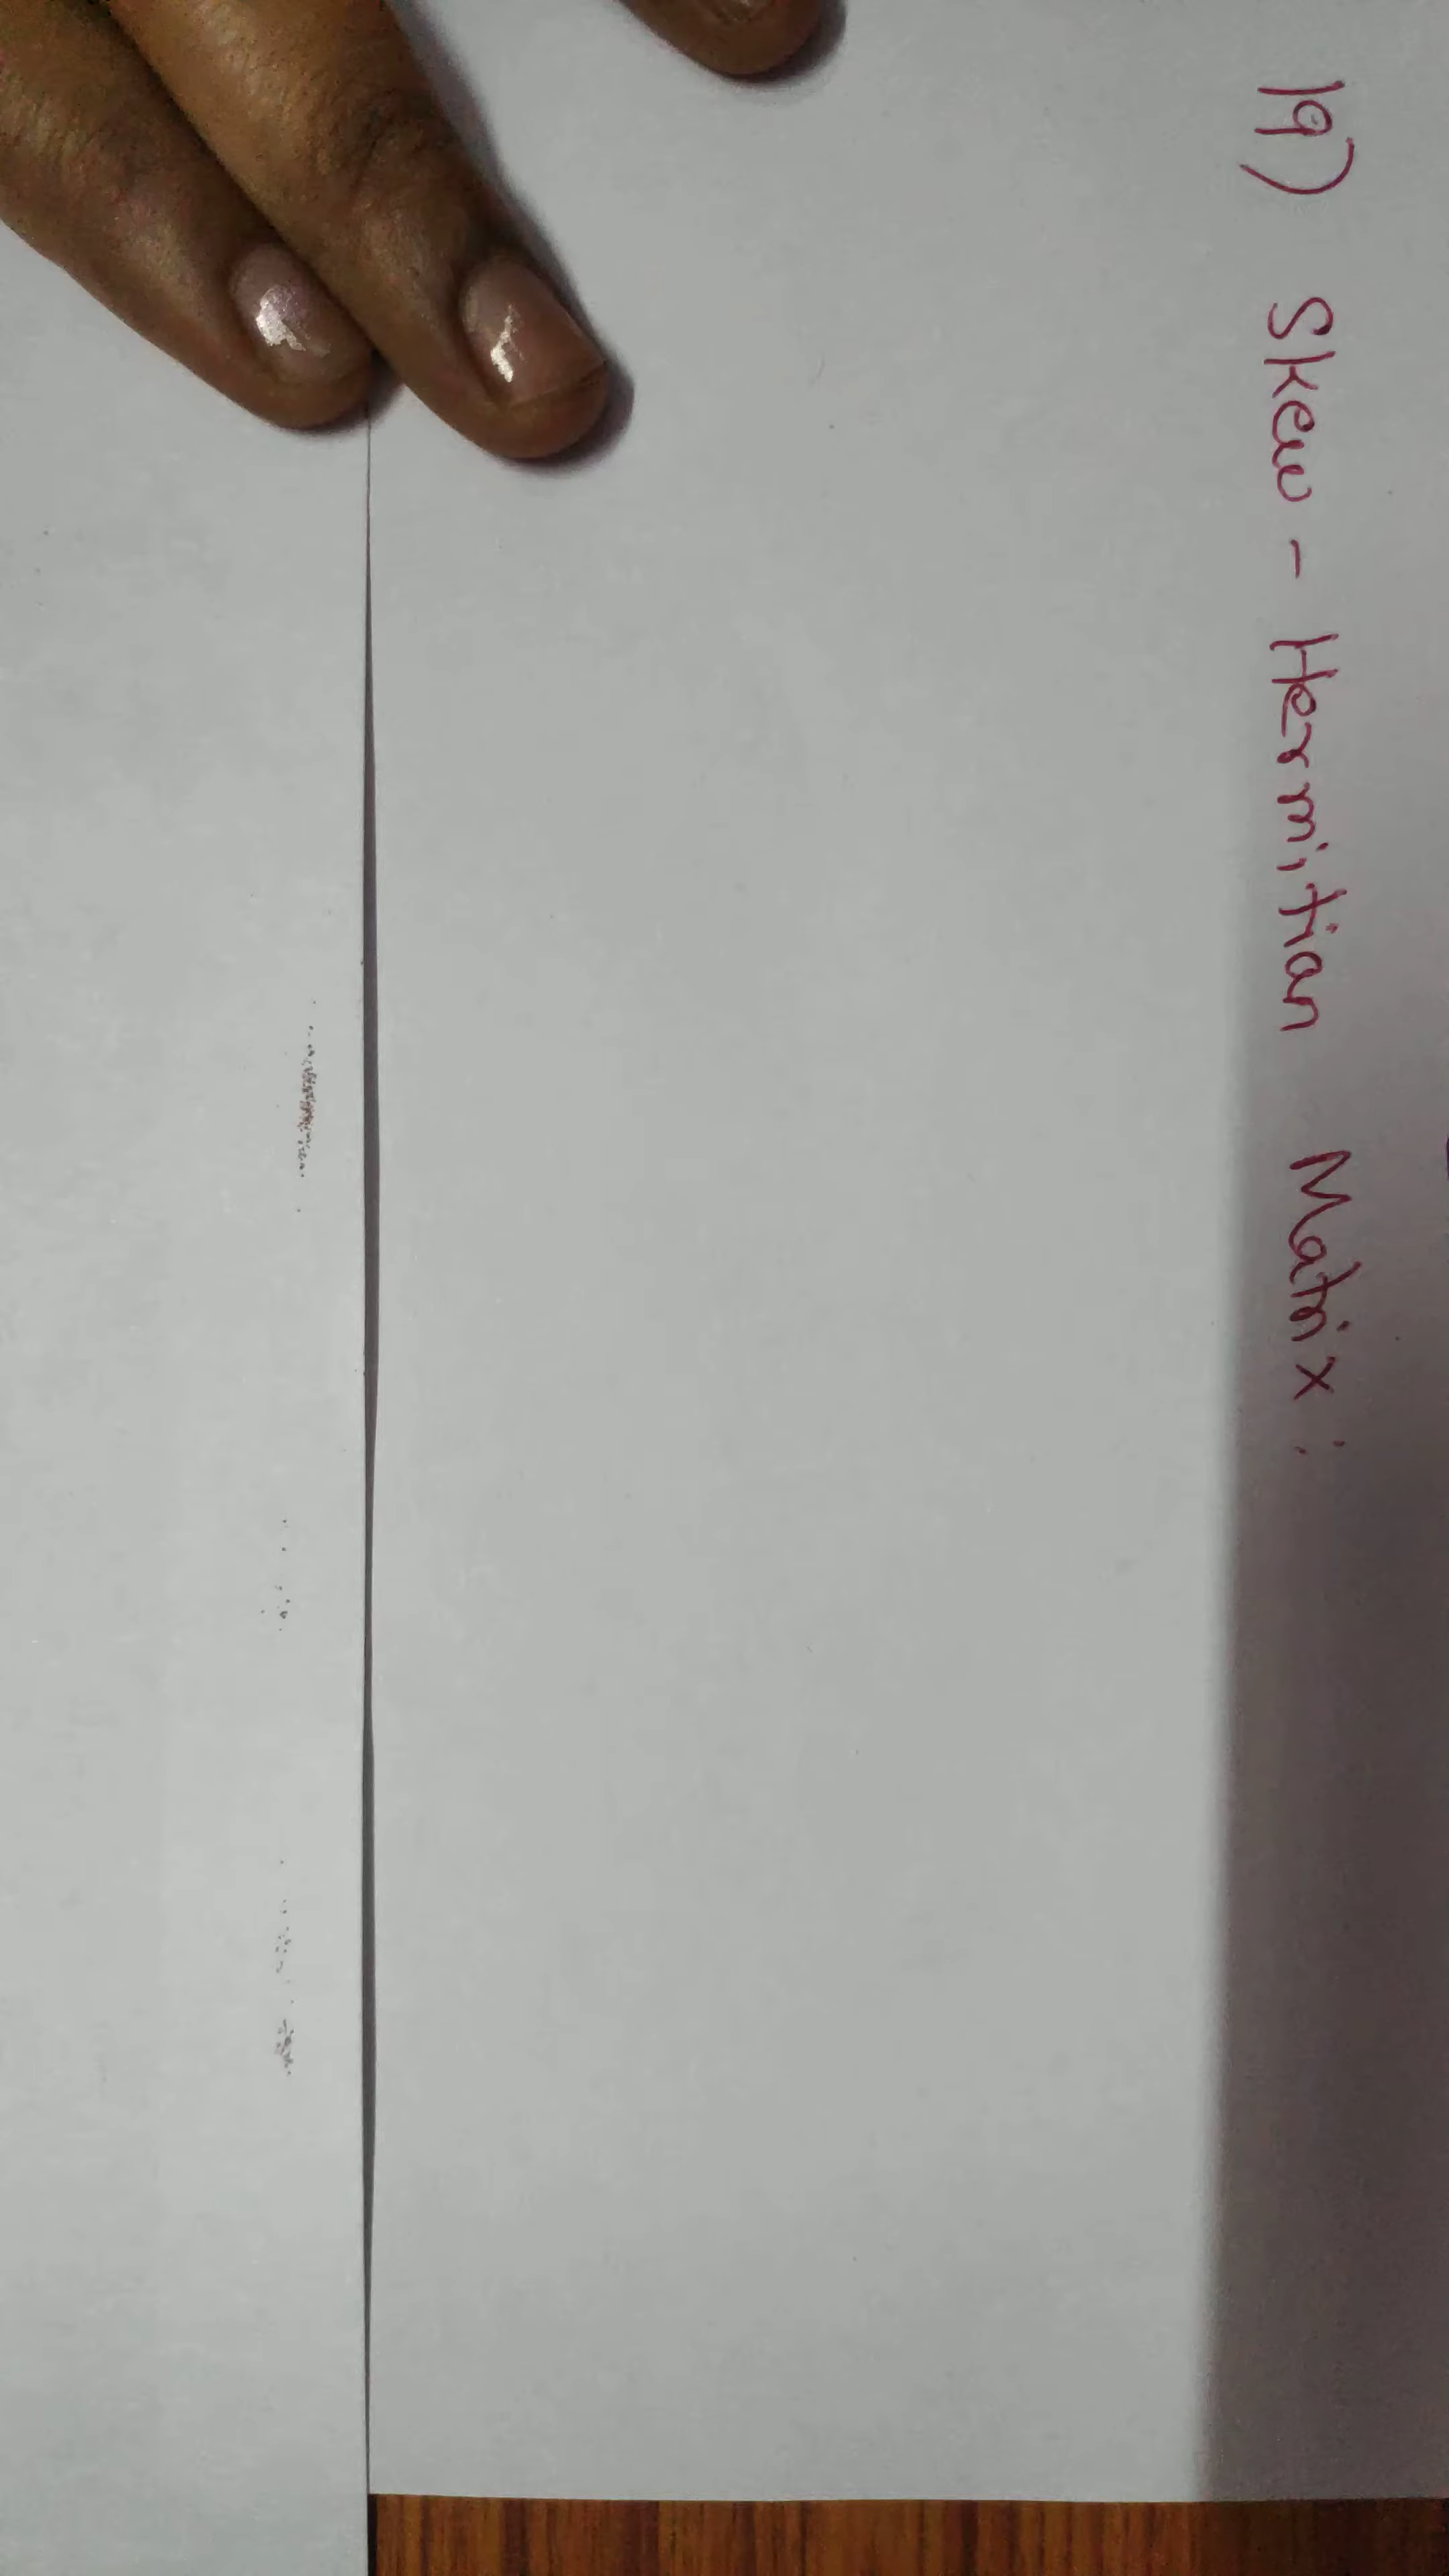 19) Skew - Hermitian Matrix :